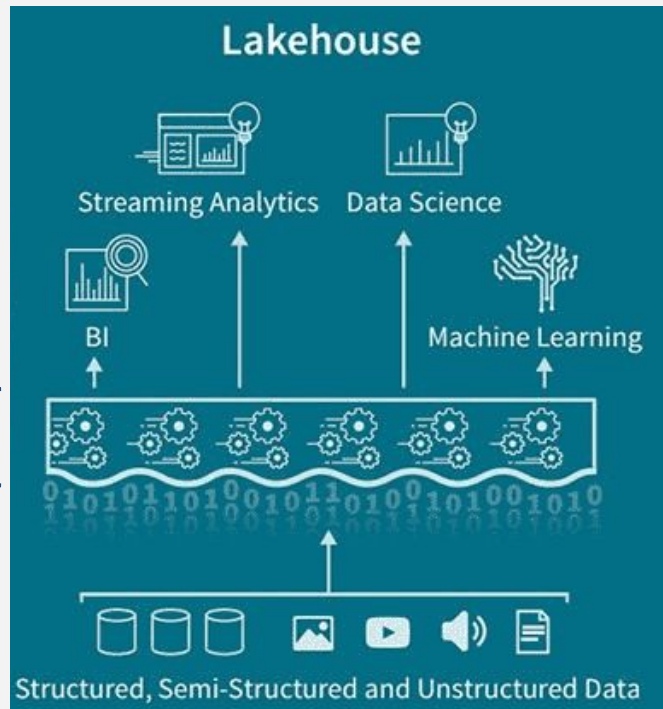 Lakehouse
Streaming Analytics
Data Science
BI
Machine Learning
Structured, Semi-Structured and Unstructured Data